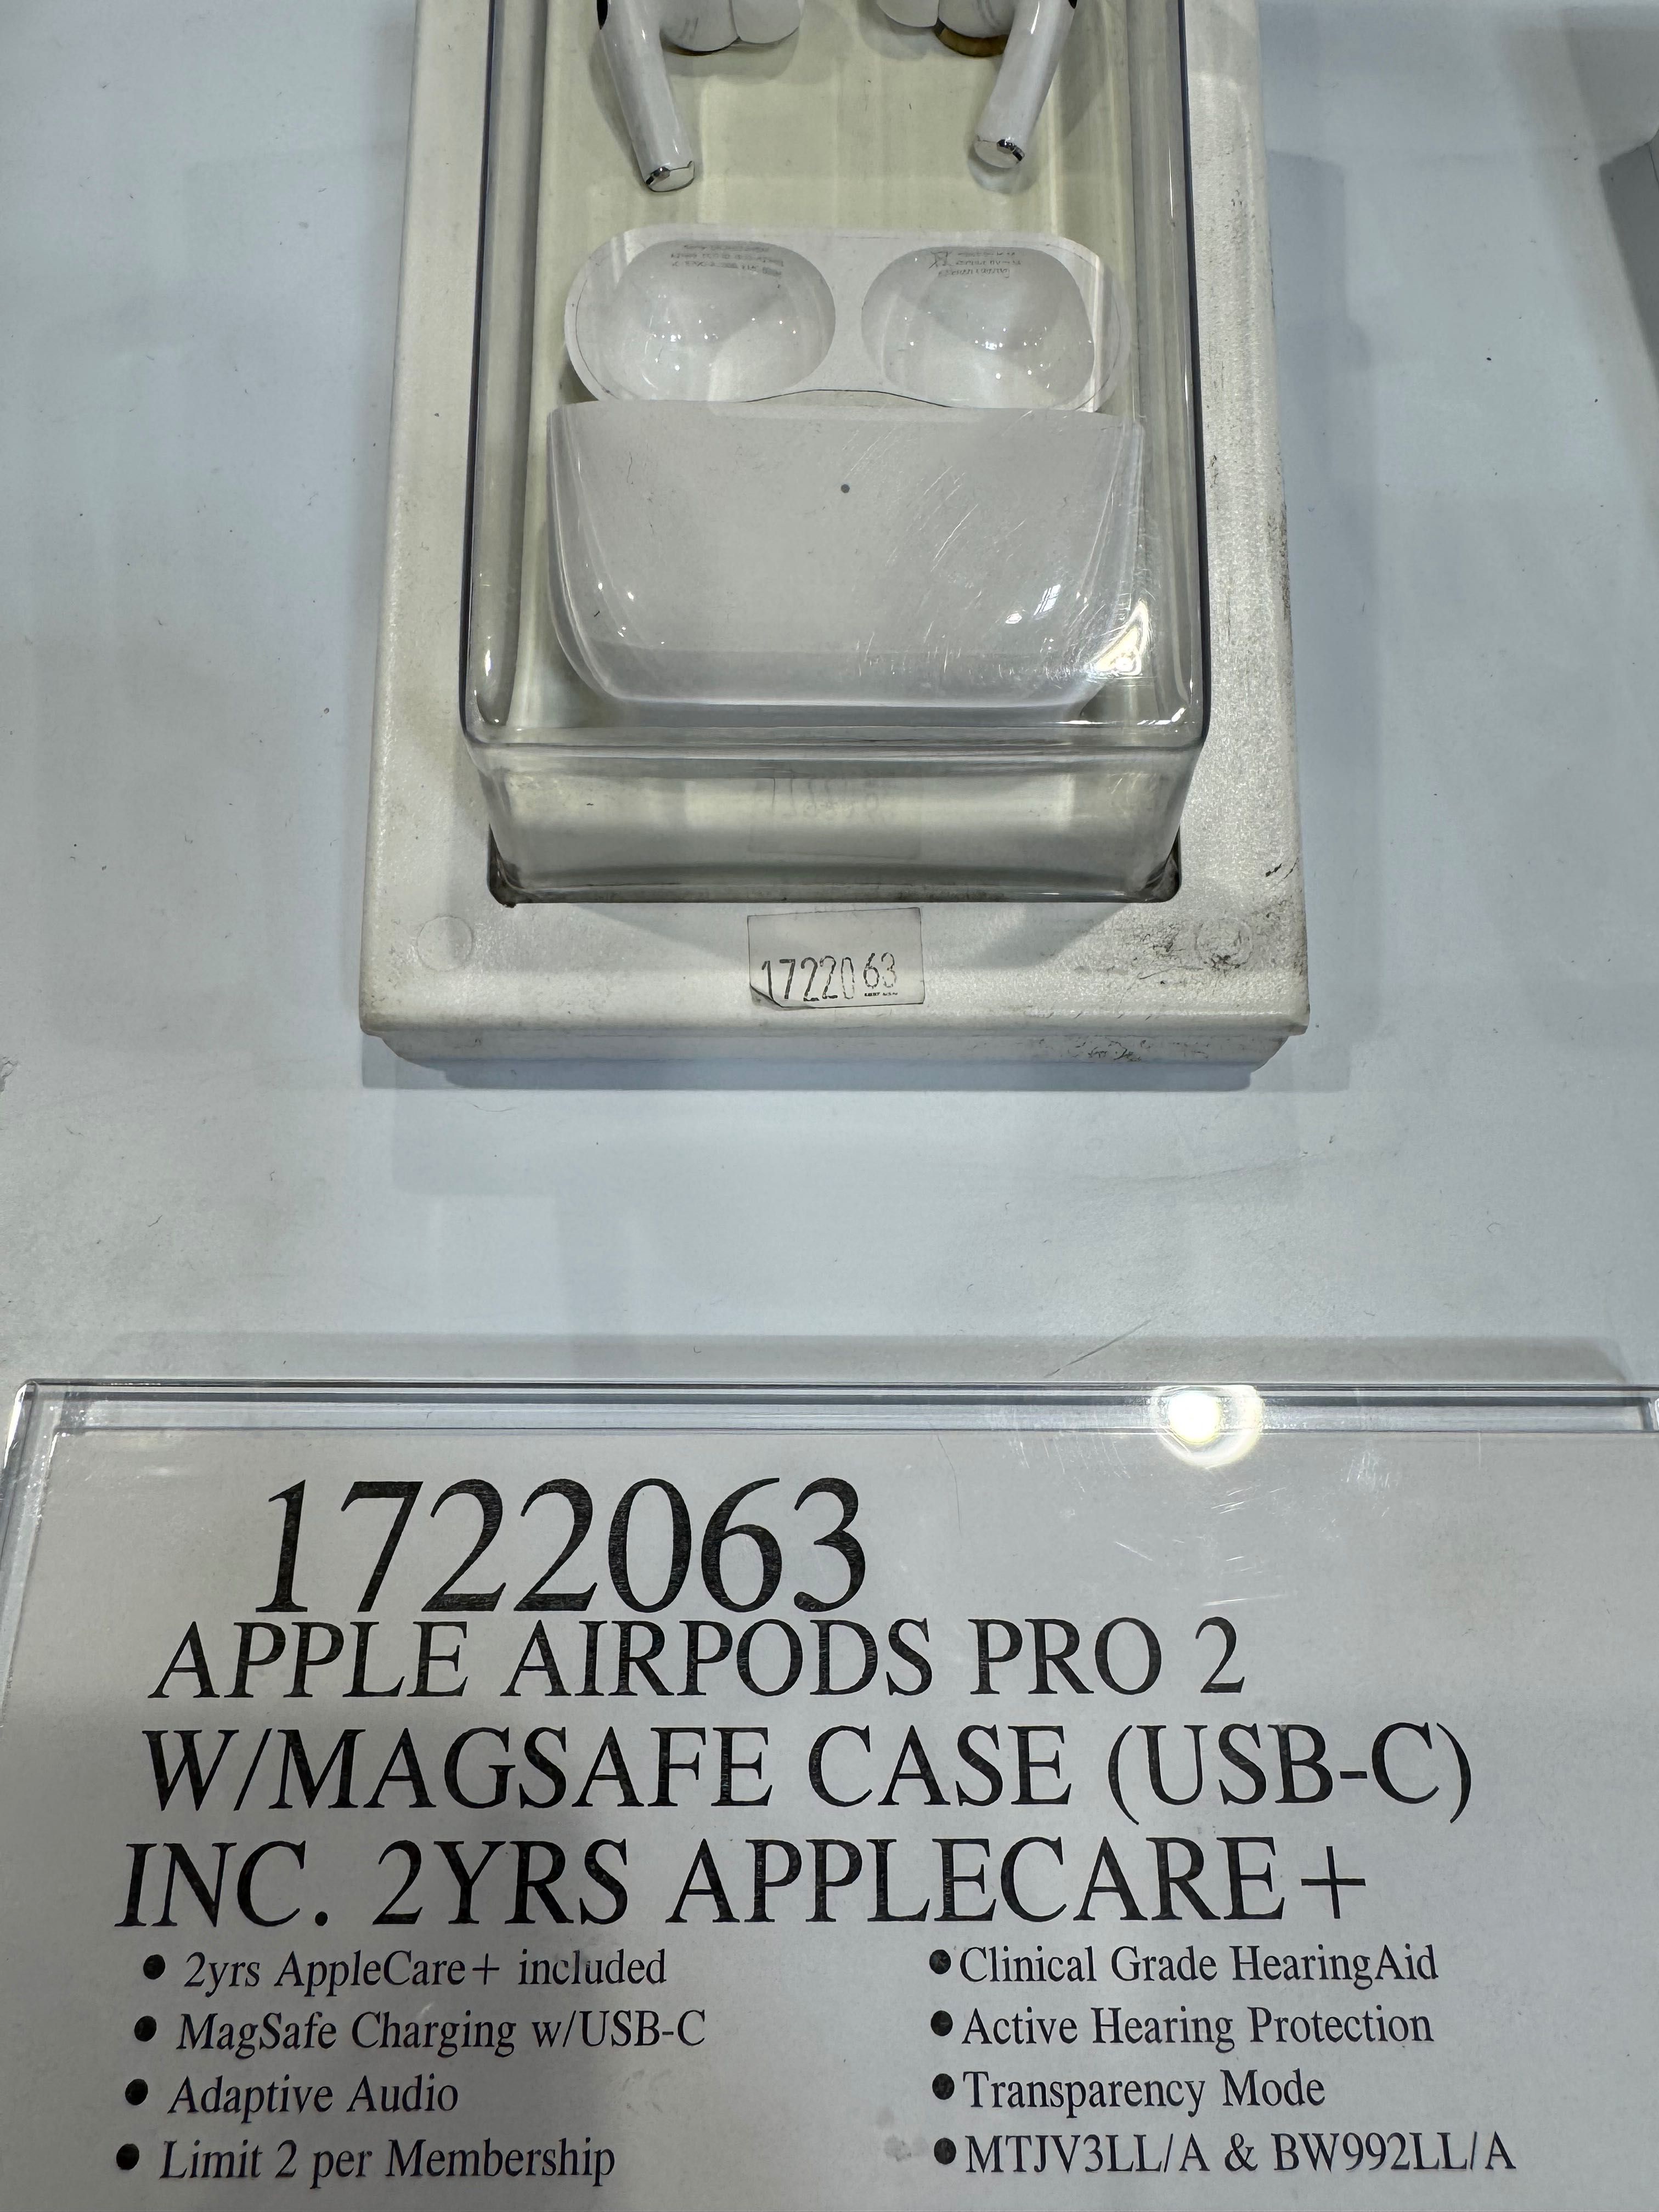 1722063
1722063
APPLE AIRPODS PRO 2
W/MAGSAFE CASE (USB-C)
INC. 2YRS APPLECARE+
• 2yrs AppleCare+ included
• MagSafe Charging w/USB-C
• Adaptive Audio
• Limit 2 per Membership
• Clinical Grade HearingAid
• Active Hearing Protection
• Transparency Mode
• MTJV3LL/A & BW992LL/A